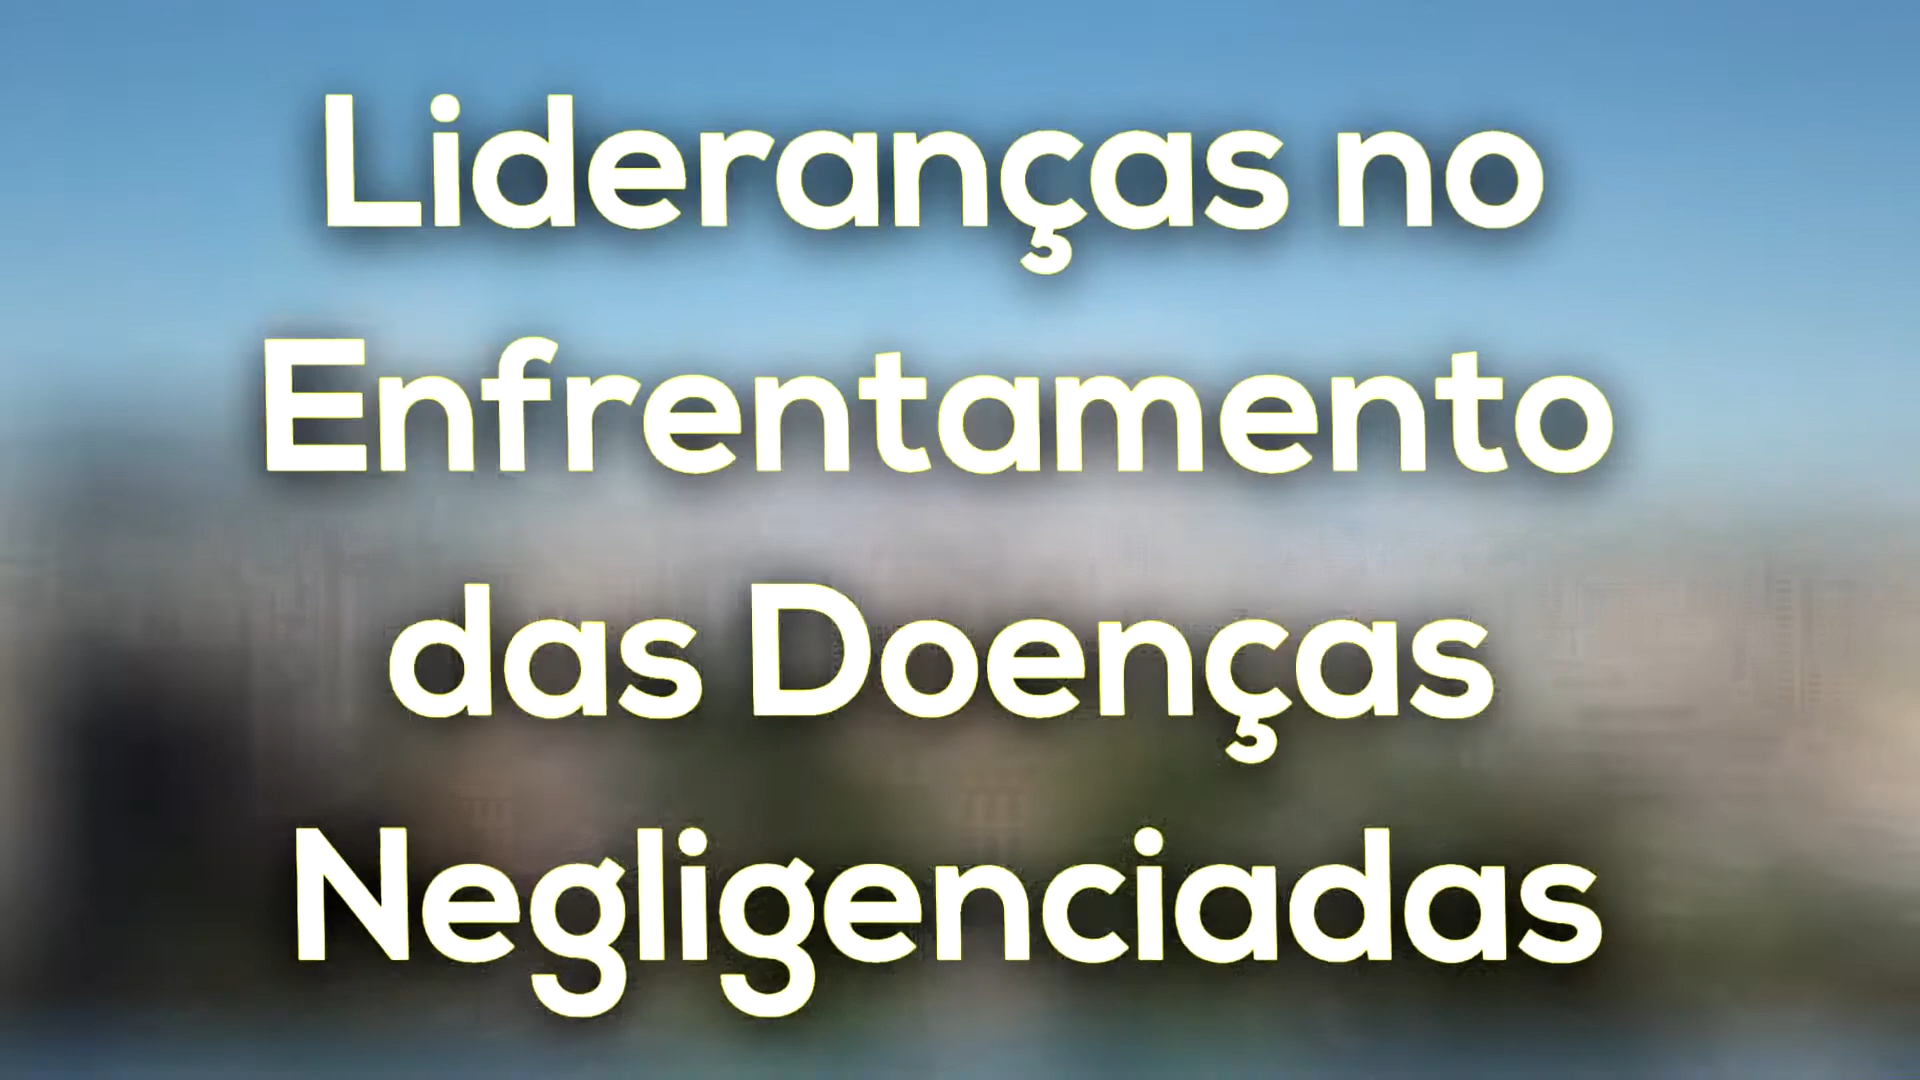 Lideranças no
Enfrentamento
das Doenças
Negligenciadas